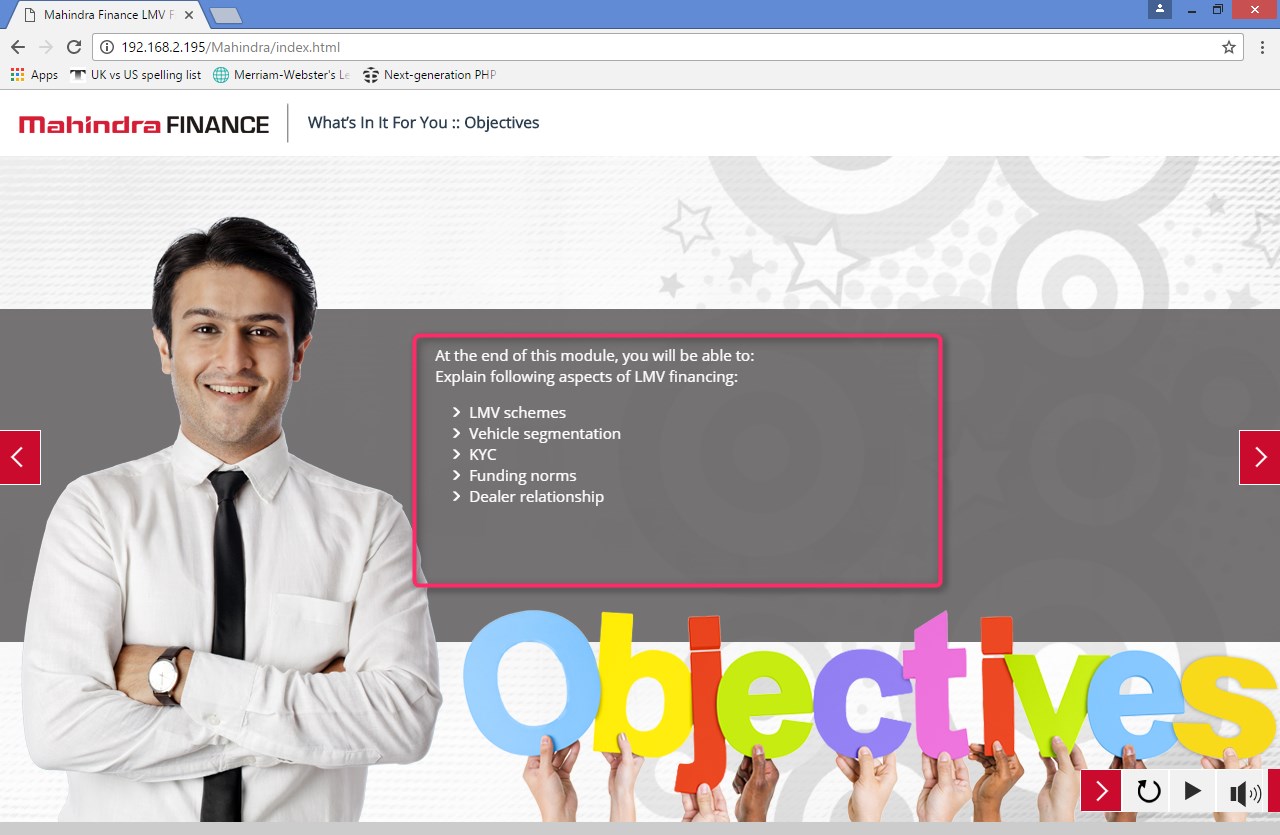 Mahindra Finance LMV F
192.168.2.195/Mahindra/index.html
Apps
UK vs US spelling list
Merriam-Webster's Le
Next-generation PHP
Mahindra FINANCE
What's In It For You :: Objectives
At the end of this module, you will be able to:
Explain following aspects of LMV financing:
LMV schemes
Vehicle segmentation
KYC
Funding norms
Dealer relationship
Objectives